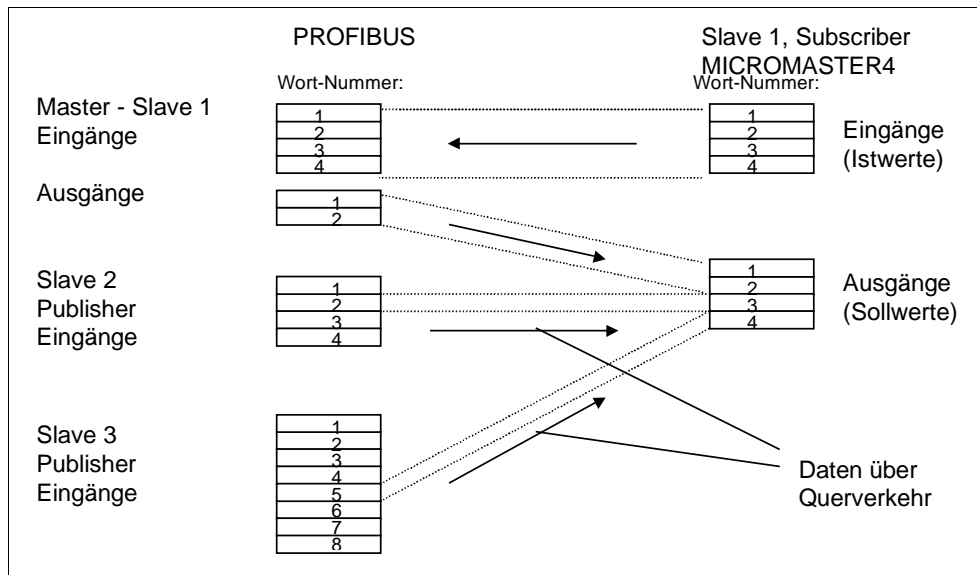 PROFIBUS
Slave 1, Subscriber
MICROMASTER4
Wort-Nummer:
Wort-Nummer:
Master - Slave 1
Eingänge
1
2
3
4
1
2
3
4
Eingänge
(Istwerte)
Ausgänge
1
2
1
2
3
4
Ausgänge
(Sollwerte)
Slave 2
Publisher
Eingänge
1
2
3
4
Slave 3
Publisher
Eingänge
1
2
3
4
5
6
7
8
Daten über
Querverkehr